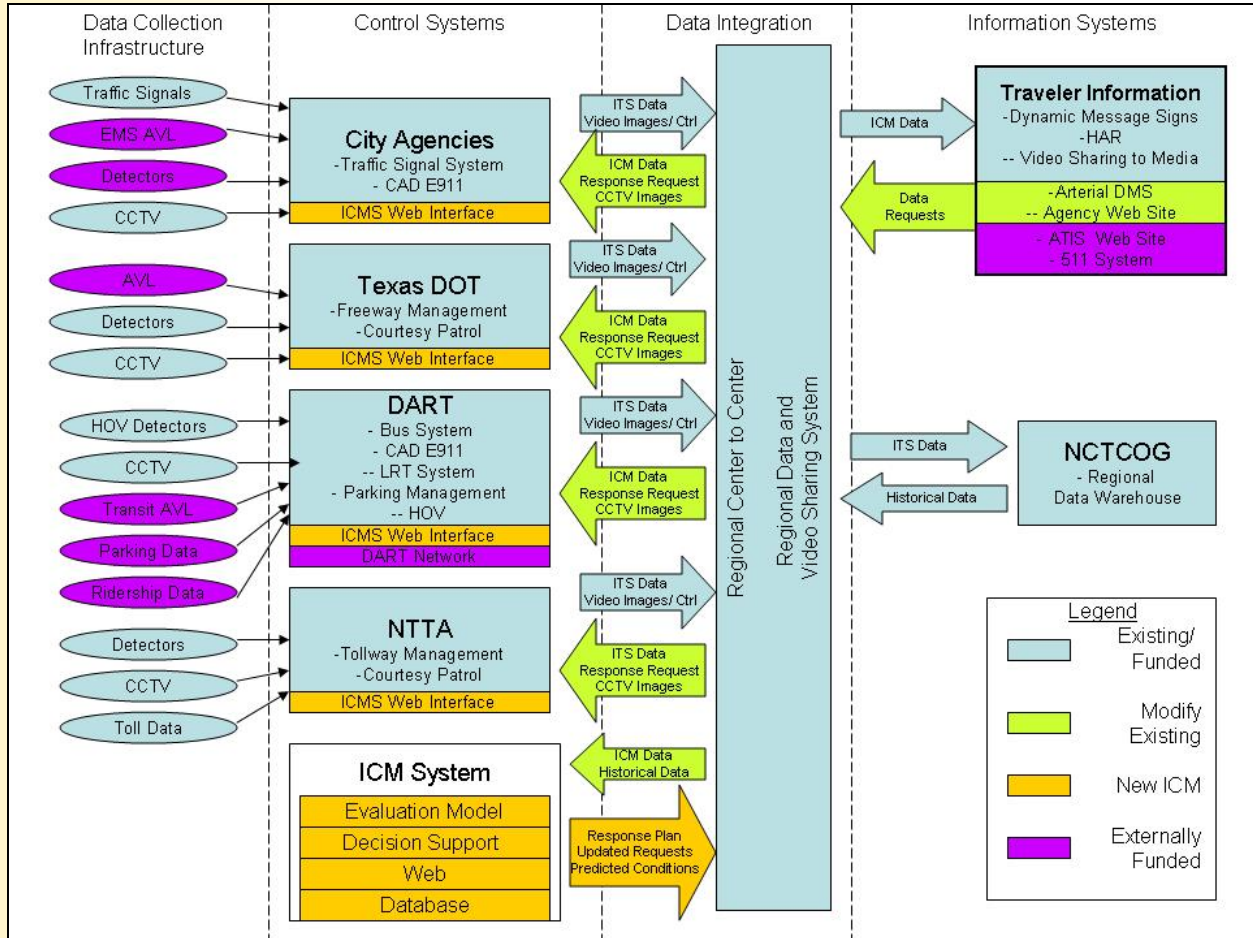 Data Collection
Infrastructure
Control Systems
Data Integration
Information Systems
Traffic Signals
EMS AVL
Detectors
CCTV
AVL
Detectors
CCTV
HOV Detectors
CCTV
Transit AVL
Parking Data
Ridership Data
Detectors
CCTV
Toll Data
City Agencies
-Traffic Signal System
- CAD E911
ICMS Web Interface
Texas DOT
-Freeway Management
-Courtesy Patrol
ICMS Web Interface
DART
- Bus System
- CAD E911
-- LRT System
- Parking Management
-- HOV
ICMS Web Interface
DART Network
NTTA
-Tollway Management
-Courtesy Patrol
ICMS Web Interface
ICM System
Evaluation Model
Decision Support
Web
Database
ITS Data
Video Images/ Ctrl
ICM Data
Response Request
CCTV Images
ITS Data
Video Images/ Ctrl
ICM Data
Response Request
CCTV Images
ITS Data
Video Images/ Ctrl
ICM Data
Response Request
CCTV Images
ITS Data
Video Images/ Ctrl
ITS Data
Response Request
CCTV Images
ICM Data
Historical Data
Response Plan
Updated Requests
Predicted Conditions
Regional Center to Center
Regional Data and
Video Sharing System
ICM Data
Data
Requests
Traveler Information
-Dynamic Message Signs
-HAR
-- Video Sharing to Media
-Arterial DMS
-- Agency Web Site
- ATIS Web Site
- 511 System
ITS Data
Historical Data
NCTCOG
- Regional
Data Warehouse
Legend
Existing/
Funded
Modify
Existing
New ICM
Externally
Funded